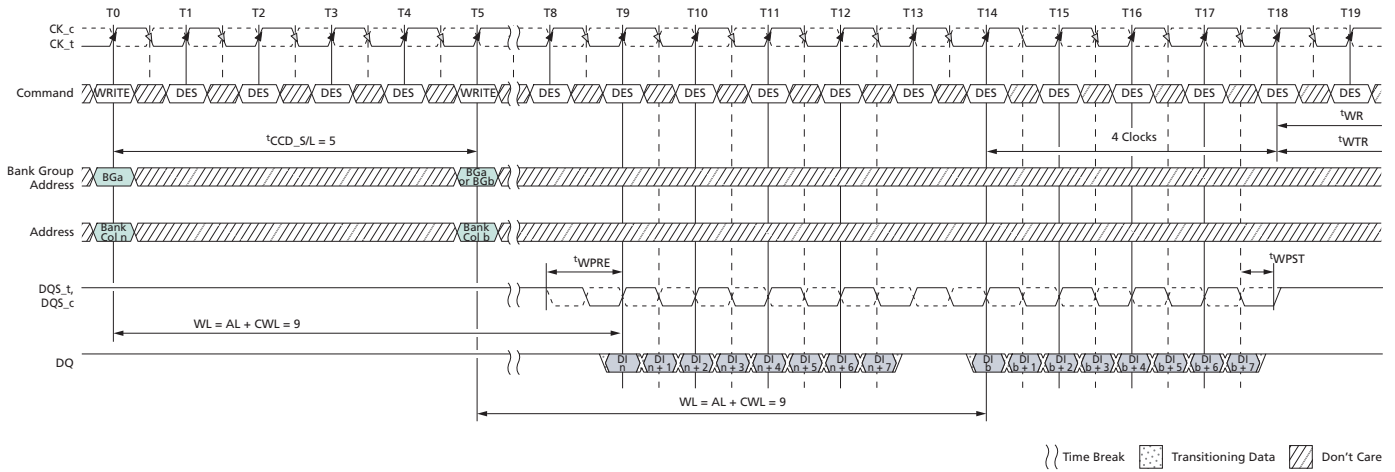 T0 T1 T2 T3 T4 T5 T8 T9 T10 T11 T12 T13 T14 T15 T16 T17 T18 T19
CK_c
CK_t
Command WRITE DES DES DES DES WRITE DES DES DES DES DES DES DES DES DES DES DES DES
tWR
tCCD_S/L = 5
4 Clocks
tWTR
Bank Group
Address
BGa
BGa
or BGb
Address
Bank
Col n
Bank
Col b
tWPRE
tWPST
DQS_t,
DQS_c
WL = AL + CWL = 9
DQ
DI
n
DI
n + 1
DI
n + 2
DI
n + 3
DI
n + 4
DI
n + 5
DI
n + 6
DI
n + 7
DI
b
DI
b + 1
DI
b + 2
DI
b + 3
DI
b + 4
DI
b + 5
DI
b + 6
DI
b + 7
WL = AL + CWL = 9
Time Break Transitioning Data Don't Care